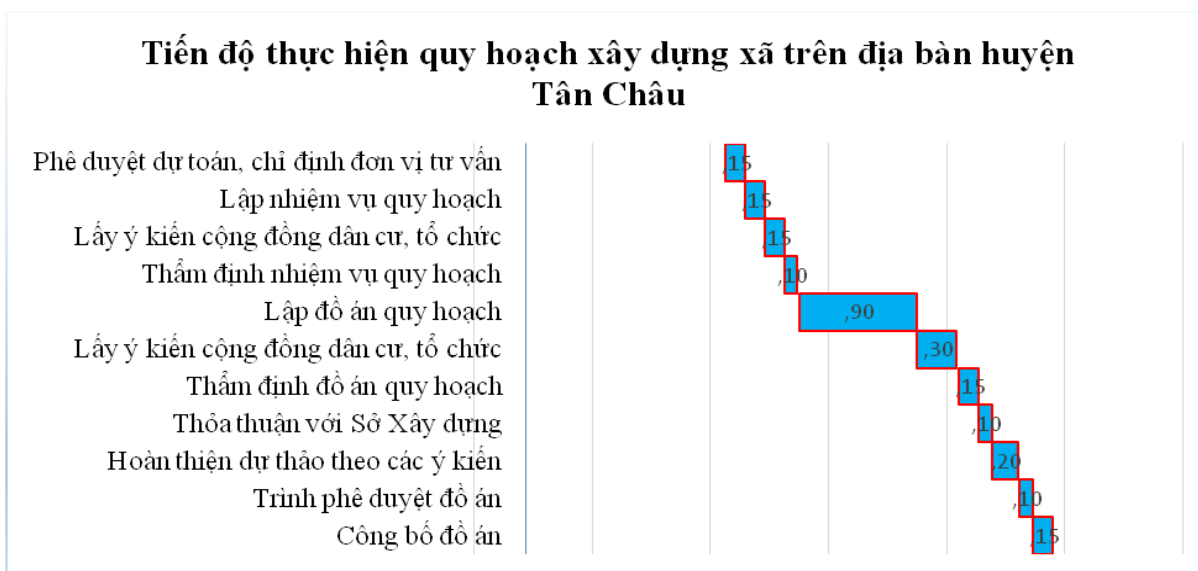 Tiến độ thực hiện quy hoạch xây dựng xã trên địa bàn huyện
Tân Châu
Phê duyệt dự toán, chỉ định đơn vị tư vấn ,15
Lập nhiệm vụ quy hoạch ,15
Lấy ý kiến cộng đồng dân cư, tổ chức ,15
Thẩm định nhiệm vụ quy hoạch ,10
Lập đồ án quy hoạch ,90
Lấy ý kiến cộng đồng dân cư, tổ chức ,30
Thẩm định đồ án quy hoạch ,15
Thỏa thuận với Sở Xây dựng ,10
Hoàn thiện dự thảo theo các ý kiến ,20
Trình phê duyệt đồ án ,10
Công bố đồ án ,15